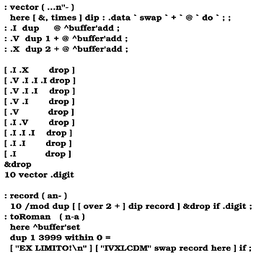 : vector ( ...n"- )
here [ &, times ] dip : .data ` swap ` + ` @ ` do ` ; ;
: .I dup @ ^buffer'add ;
: .V dup 1 + @ ^buffer'add ;
: .X dup 2 + @ ^buffer'add ;
[ .I .X drop ]
[ .V .I .I .I drop ]
[ .V .I .I drop ]
[ .V .I drop ]
[ .V drop ]
[ .I .V drop ]
[ .I .I .I drop ]
[ .I .I drop ]
[ .I drop ]
&drop
10 vector .digit
: record ( an- )
10 /mod dup [ [ over 2 + ] dip record ] &drop if .digit ;
: toRoman ( n-a )
here ^buffer'set
dup 1 3999 within 0 =
[ "EX LIMITO!\n" ] [ "IVXLCDM" swap record here ] if ;